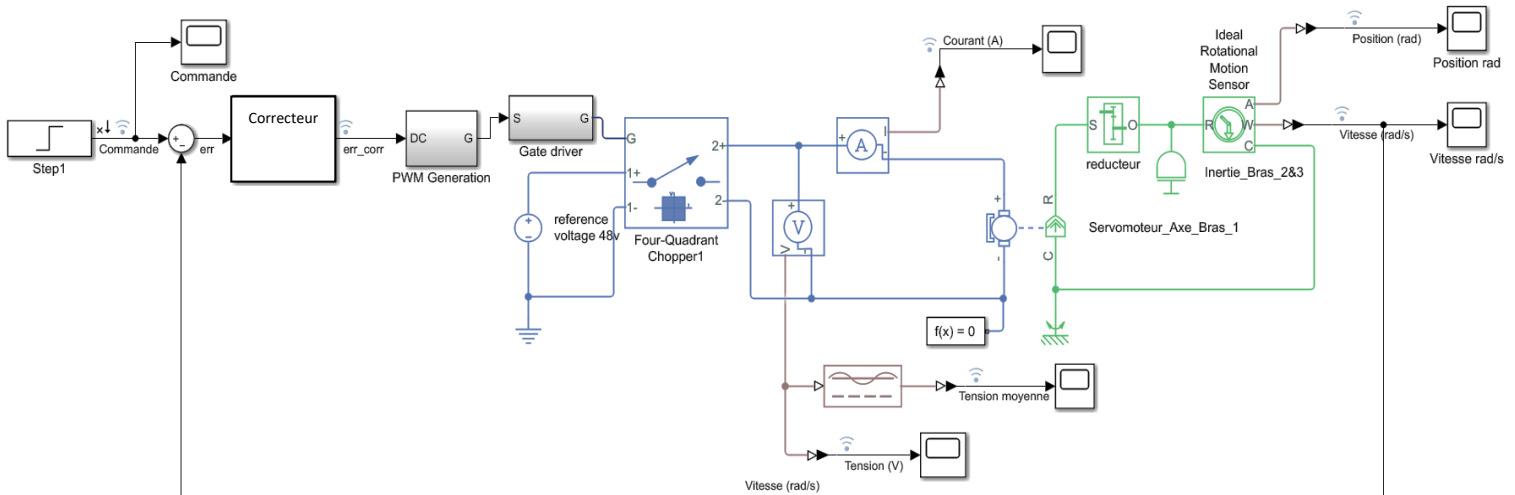 Commande
Step1
Commande
+
-
err
Correcteur
err_corr
DC
G
PWM Generation
S
G
Gate driver
G
1+
1-
2+
2-
Four-Quadrant
Chopper1
+
-
reference
voltage 48v
+
V
V
-
+
A
I
-
Courant (A)
+
-
R
C
Servomoteur_Axe_Bras_1
f(x) = 0
S
O
reducteur
Ideal
Rotational
Motion
Sensor
R
A
W
C
Inertie_Bras_2&3
Position (rad)
Position rad
Vitesse (rad/s)
Vitesse rad/s
Tension moyenne
Tension (V)
Vitesse (rad/s)